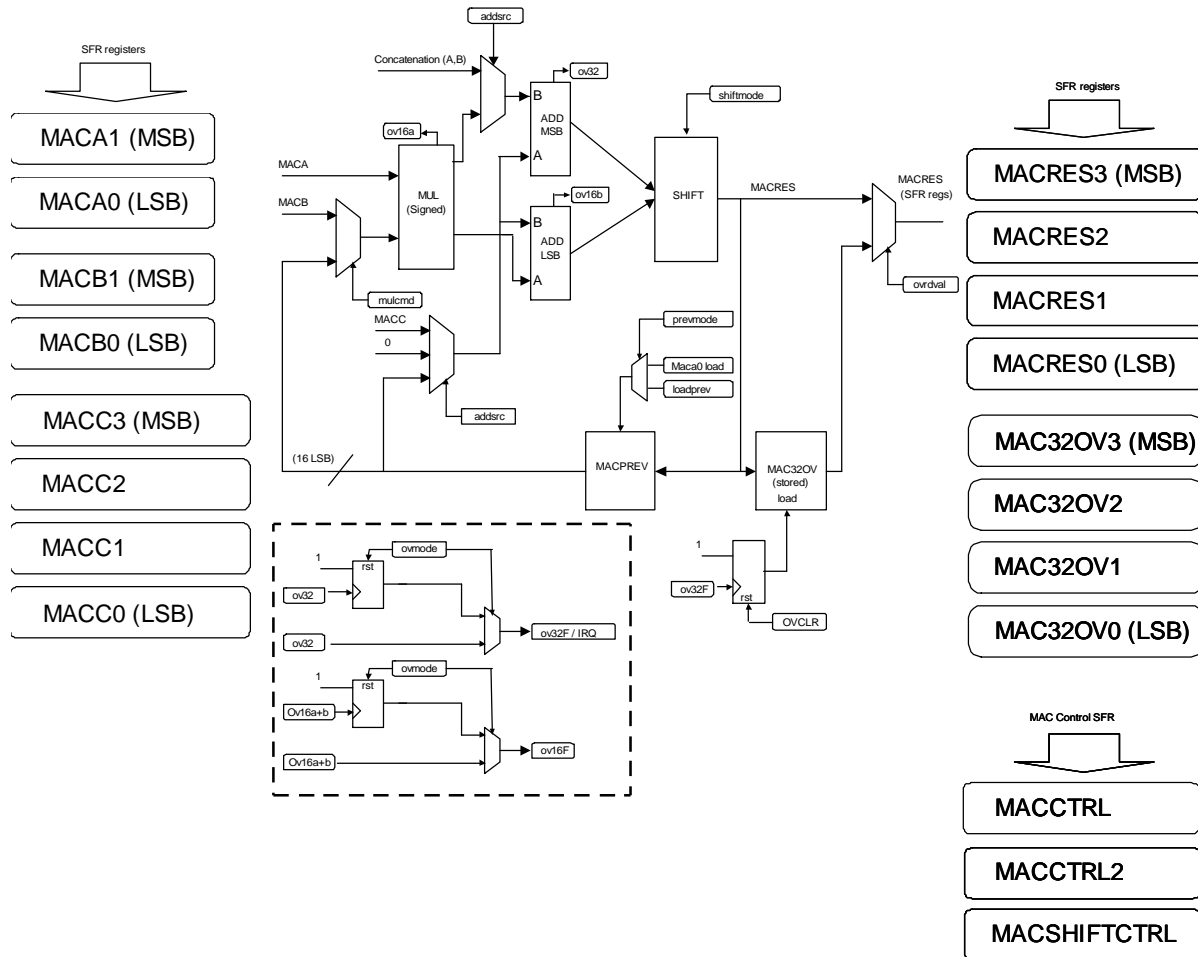 SFR registers
MACA1 (MSB)
MACA0 (LSB)
MACB1 (MSB)
MACB0 (LSB)
MACC3 (MSB)
MACC2
MACC1
MACC0 (LSB)
addsrc
Concatenation (A,B)
ov32
B
ADD
MSB
A
ov16a
MACA
MUL
(Signed)
MACB
mulcmd
ov16b
B
ADD
LSB
A
MACC
0
addsrc
shiftmode
SHIFT
MACRES
MACRES
(SFR regs)
ovrdval
prevmode
Maca0 load
loadprev
(16 LSB)
MACPREV
MAC32OV
(stored)
load
1
ov32F
rst
OVCLR
1
rst
ovmode
ov32
ov32
ov32F / IRQ
1
rst
ovmode
Ov16a+b
Ov16a+b
ov16F
SFR registers
MACRES3 (MSB)
MACRES2
MACRES1
MACRES0 (LSB)
MAC32OV3 (MSB)
MAC32OV2
MAC32OV1
MAC32OV0 (LSB)
MAC Control SFR
MACCTRL
MACCTRL2
MACSHIFTCTRL